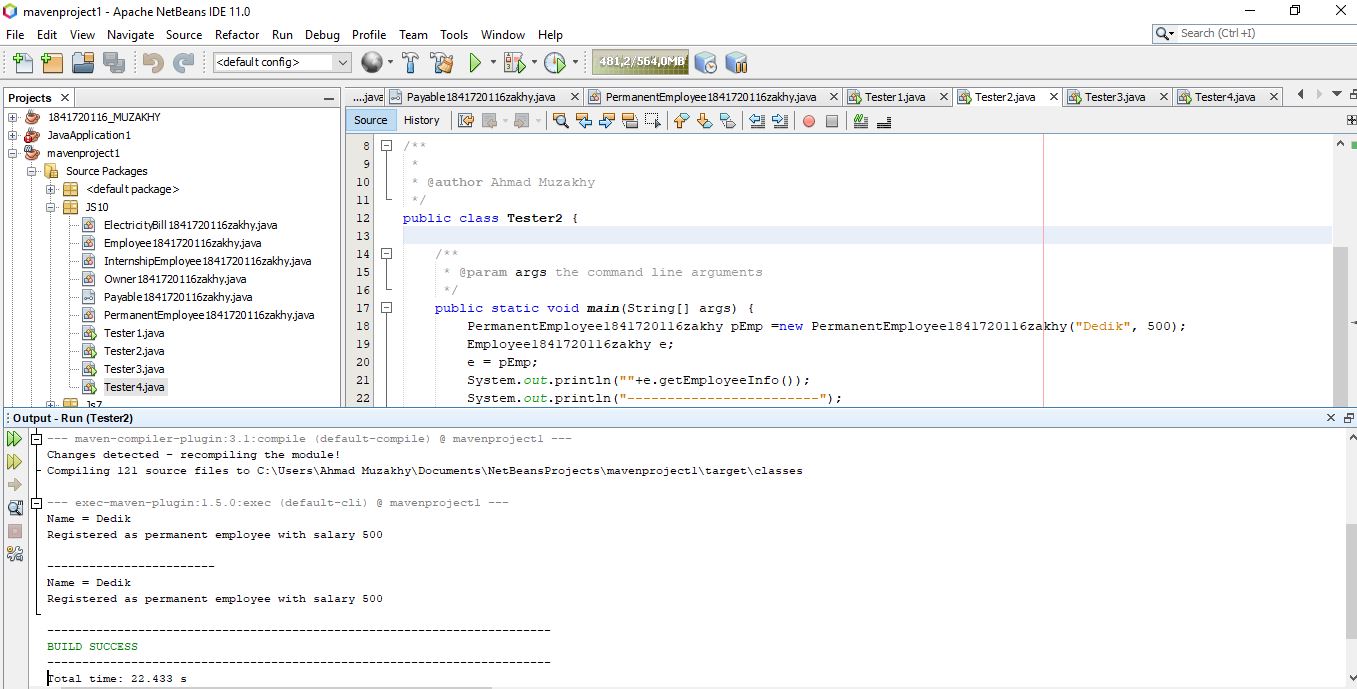 mavenproject1 - Apache NetBeans IDE 11.0
File Edit View Navigate Source Refactor Run Debug Profile Team Tools Window Help
Search (Ctrl+I)
<default config>
481,2/564,0MB
Projects
1841720116_MUZAKHY
JavaApplication1
mavenproject1
Source Packages
<default package>
JS10
ElectricityBill1841720116zakhy.java
Employee1841720116zakhy.java
InternshipEmployee1841720116zakhy.java
Owner1841720116zakhy.java
Payable1841720116zakhy.java
PermanentEmployee1841720116zakhy.java
Tester1.java
Tester2.java
Tester3.java
Tester4.java
Js7
....java Payable1841720116zakhy.java PermanentEmployee1841720116zakhy.java Tester1.java Tester2.java Tester3.java Tester4.java
Source History
8 /**
9 *
10 * @author Ahmad Muzakhy
11 */
12 public class Tester2 {
13
14 /**
15 * @param args the command line arguments
16 */
17 public static void main(String[] args) {
18 PermanentEmployee1841720116zakhy pEmp =new PermanentEmployee1841720116zakhy("Dedik", 500);
19 Employee1841720116zakhy e;
20 e = pEmp;
21 System.out.println(""+e.getEmployeeInfo());
22 System.out.println("------------------------");
Output - Run (Tester2)
--- maven-compiler-plugin:3.1:compile (default-compile) @ mavenproject1 ---
Changes detected - recompiling the module!
Compiling 121 source files to C:\Users\Ahmad Muzakhy\Documents\NetBeansProjects\mavenproject1\target\classes
--- exec-maven-plugin:1.5.0:exec (default-cli) @ mavenproject1 ---
Name = Dedik
Registered as permanent employee with salary 500
------------------------
Name = Dedik
Registered as permanent employee with salary 500
------------------------------------------------------------------------
BUILD SUCCESS
------------------------------------------------------------------------
Total time: 22.433 s